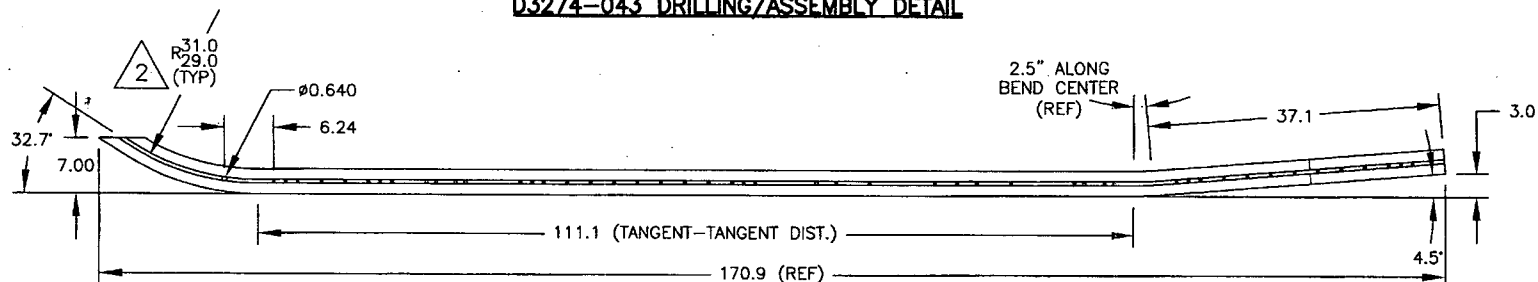 D3274-043 DRILLING/ASSEMBLY DETAIL
2
R31.0
29.0
(TYP)
Ø0.640
6.24
32.7°
7.00
2.5" ALONG
BEND CENTER
(REF)
37.1
3.0
111.1 (TANGENT-TANGENT DIST.)
4.5°
170.9 (REF)